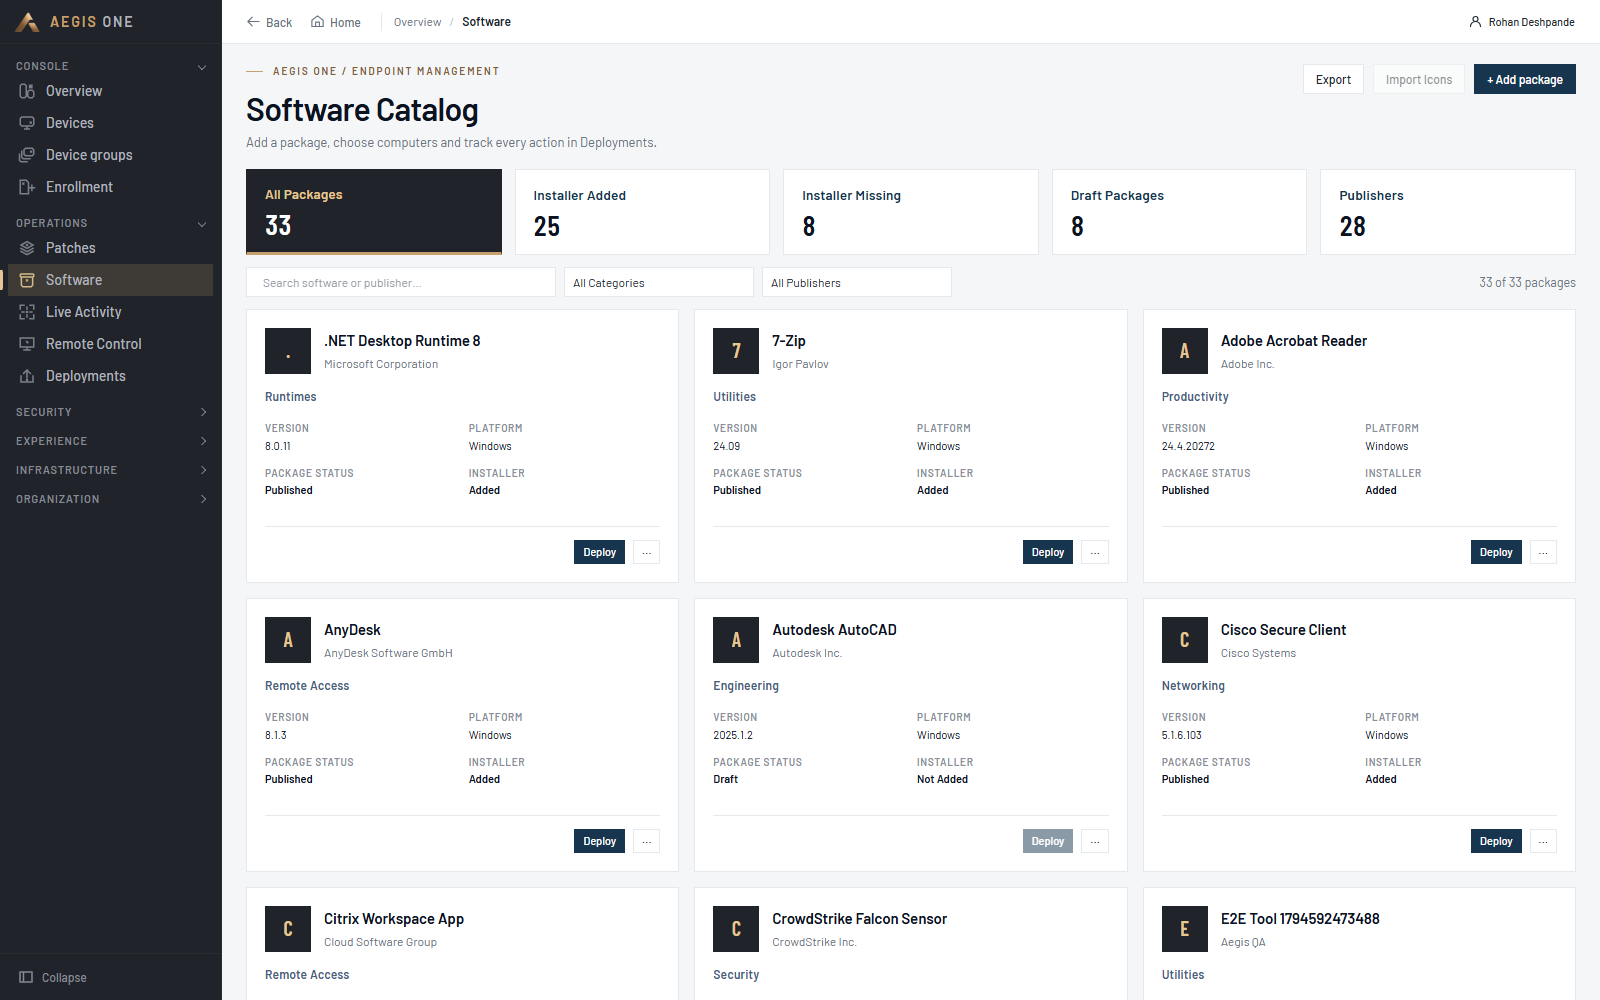 AEGIS ONE
CONSOLE
Overview
Devices
Device groups
Enrollment
OPERATIONS
Patches
Software
Live Activity
Remote Control
Deployments
SECURITY
EXPERIENCE
INFRASTRUCTURE
ORGANIZATION
Collapse
Back Home Overview / Software
Rohan Deshpande
AEGIS ONE / ENDPOINT MANAGEMENT
Software Catalog
Add a package, choose computers and track every action in Deployments.
Export Import Icons + Add package
All Packages
33
Installer Added
25
Installer Missing
8
Draft Packages
8
Publishers
28
Search software or publisher... All Categories All Publishers 33 of 33 packages
.
.NET Desktop Runtime 8
Microsoft Corporation
Runtimes
VERSION PLATFORM
8.0.11 Windows
PACKAGE STATUS INSTALLER
Published Added
Deploy ...
7
7-Zip
Igor Pavlov
Utilities
VERSION PLATFORM
24.09 Windows
PACKAGE STATUS INSTALLER
Published Added
Deploy ...
A
Adobe Acrobat Reader
Adobe Inc.
Productivity
VERSION PLATFORM
24.4.20272 Windows
PACKAGE STATUS INSTALLER
Published Added
Deploy ...
A
AnyDesk
AnyDesk Software GmbH
Remote Access
VERSION PLATFORM
8.1.3 Windows
PACKAGE STATUS INSTALLER
Published Added
Deploy ...
A
Autodesk AutoCAD
Autodesk Inc.
Engineering
VERSION PLATFORM
2025.1.2 Windows
PACKAGE STATUS INSTALLER
Draft Not Added
Deploy ...
C
Cisco Secure Client
Cisco Systems
Networking
VERSION PLATFORM
5.1.6.103 Windows
PACKAGE STATUS INSTALLER
Published Added
Deploy ...
C
Citrix Workspace App
Cloud Software Group
Remote Access
C
CrowdStrike Falcon Sensor
CrowdStrike Inc.
Security
E
E2E Tool 1794592473488
Aegis QA
Utilities